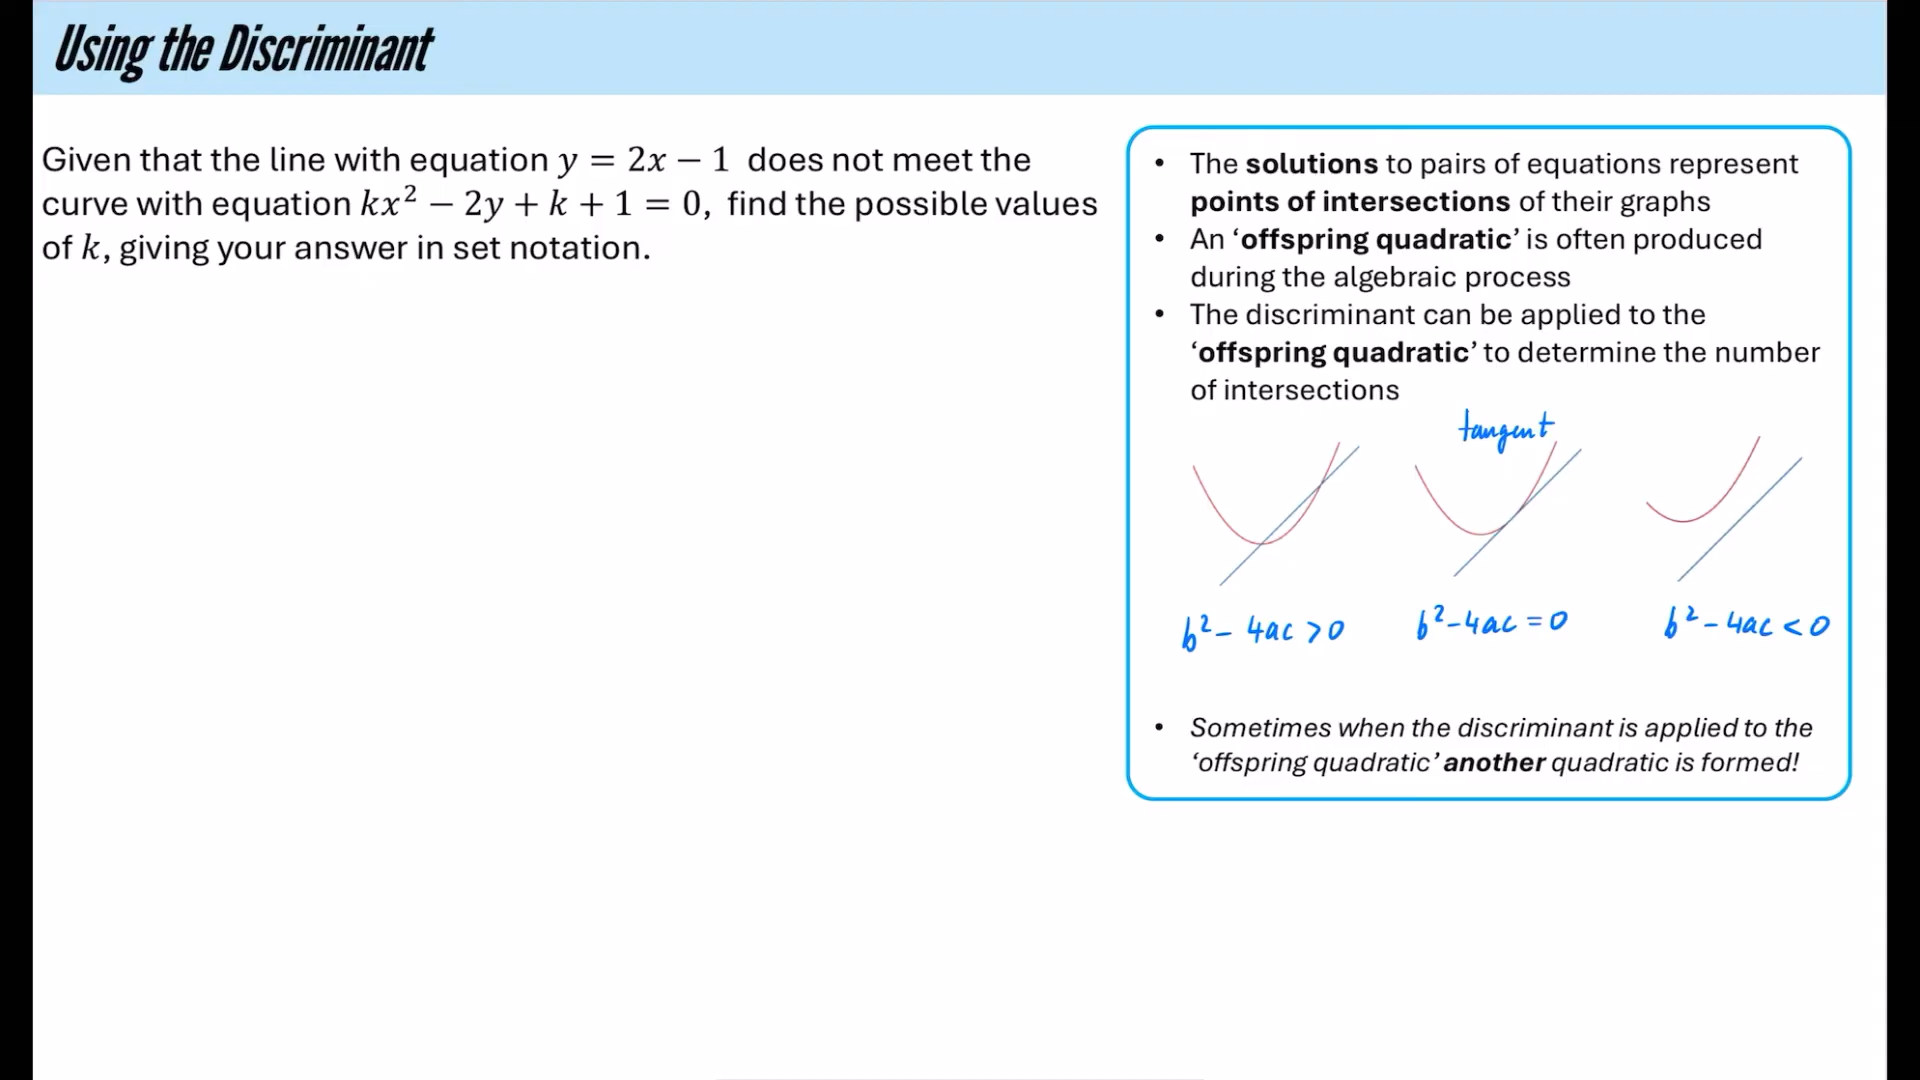 Using the Discriminant
Given that the line with equation y = 2x − 1 does not meet the
curve with equation kx² − 2y + k + 1 = 0, find the possible values
of k, giving your answer in set notation.
• The solutions to pairs of equations represent
points of intersections of their graphs
• An ‘offspring quadratic’ is often produced
during the algebraic process
• The discriminant can be applied to the
‘offspring quadratic’ to determine the number
of intersections
tangent
b² − 4ac > 0
b² − 4ac = 0
b² − 4ac < 0
• Sometimes when the discriminant is applied to the
‘offspring quadratic’ another quadratic is formed!